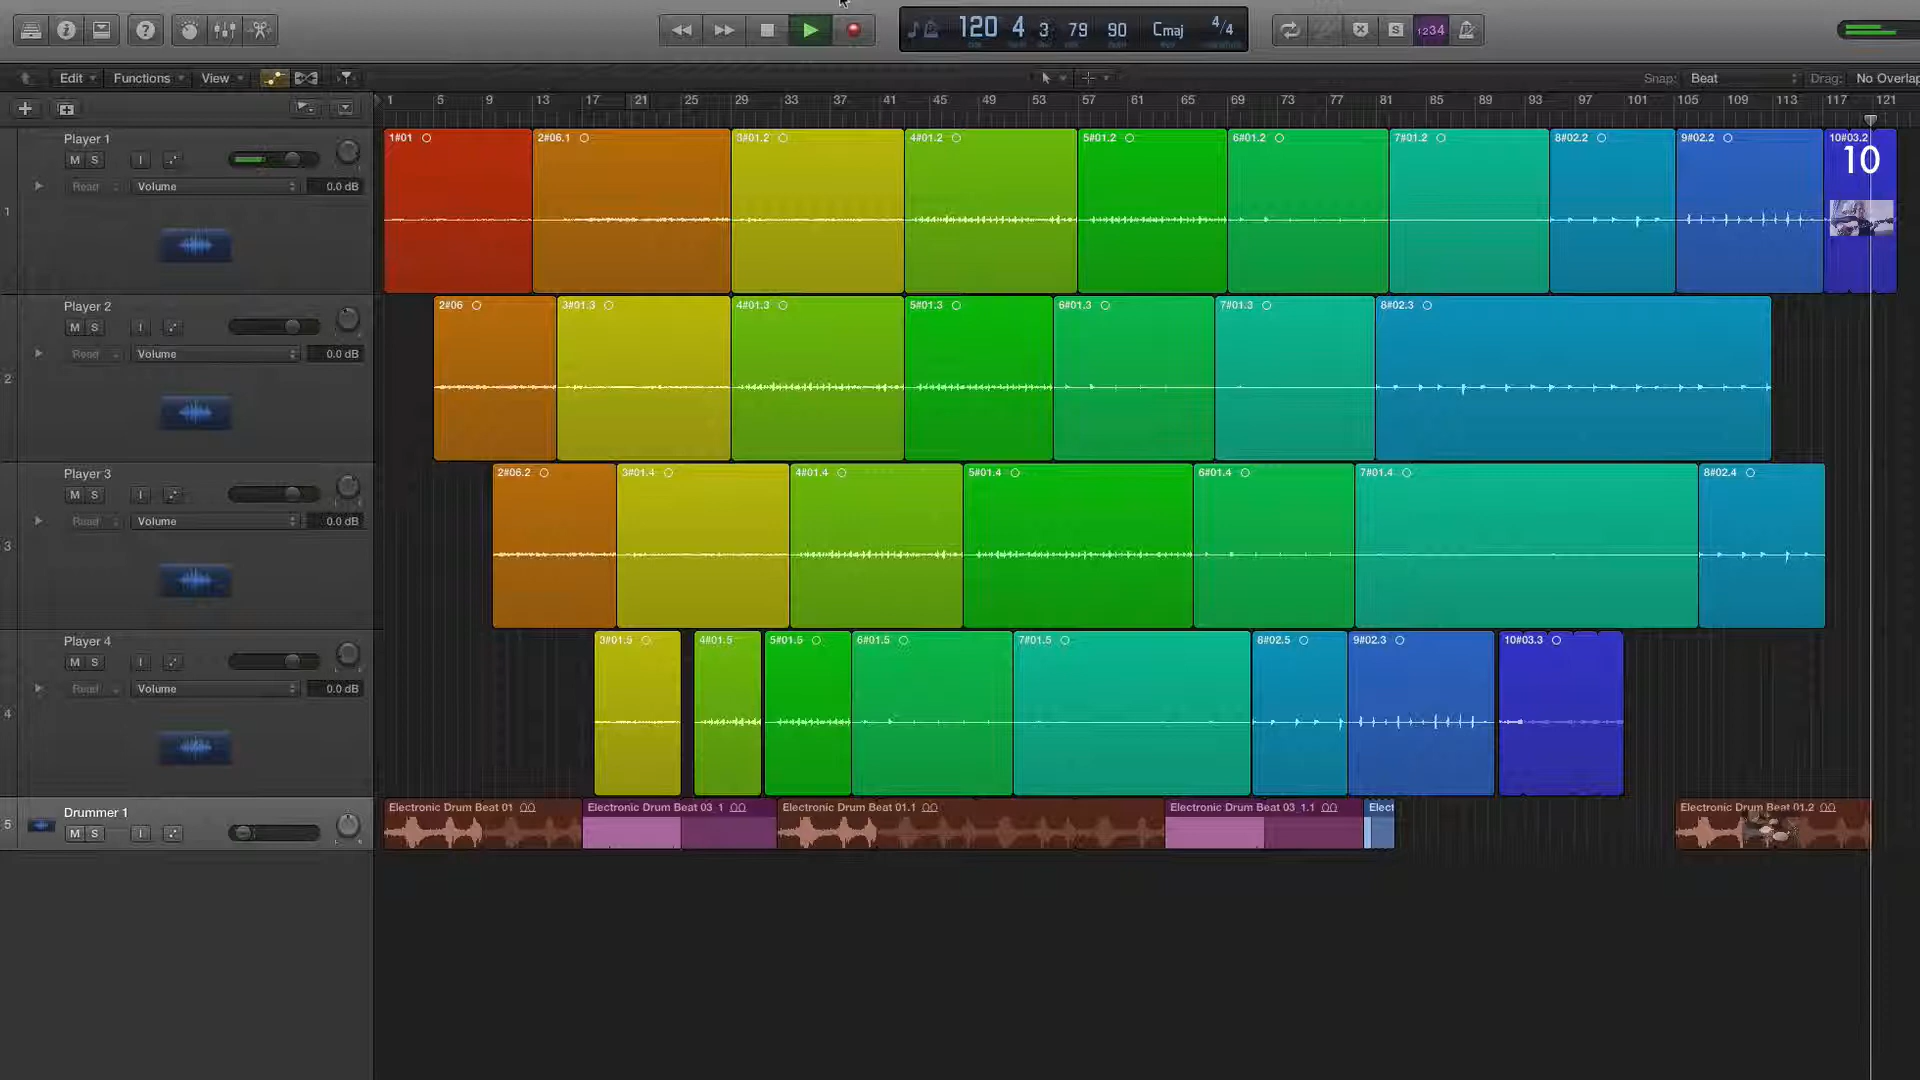 120 4 3 79 90 Cmaj 4/4
1234
Edit Functions View
Snap: Beat Drag: No Overlap
1 5 9 13 17 21 25 29 33 37 41 45 49 53 57 61 65 69 73 77 81 85 89 93 97 101 105 109 113 117 121
Player 1
M S I
Read Volume 0.0 dB
1
1#01 2#06.1 3#01.2 4#01.2 5#01.2 6#01.2 7#01.2 8#02.2 9#02.2 10#03.2
10
Player 2
M S I
Read Volume 0.0 dB
2
2#06 3#01.3 4#01.3 5#01.3 6#01.3 7#01.3 8#02.3
Player 3
M S I
Read Volume 0.0 dB
3
2#06.2 3#01.4 4#01.4 5#01.4 6#01.4 7#01.4 8#02.4
Player 4
M S I
Read Volume 0.0 dB
4
3#01.5 4#01.5 5#01.5 6#01.5 7#01.5 8#02.5 9#02.3 10#03.3
Drummer 1
M S I
5
Electronic Drum Beat 01 Electronic Drum Beat 03_1 Electronic Drum Beat 01.1 Electronic Drum Beat 03_1.1 Elect Electronic Drum Beat 01.2